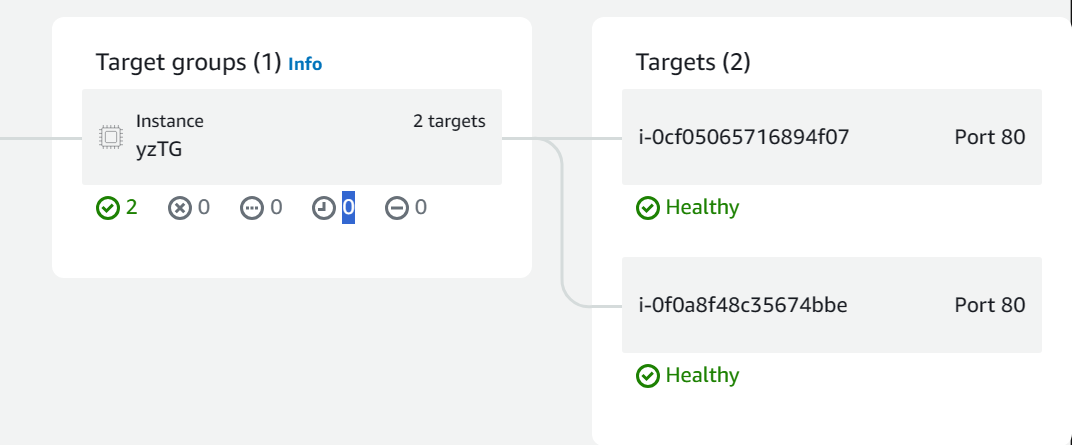 Target groups (1) Info
Instance
yzTG
2 targets
2 0 0 0 0
Targets (2)
i-0cf05065716894f07 Port 80
Healthy
i-0f0a8f48c35674bbe Port 80
Healthy